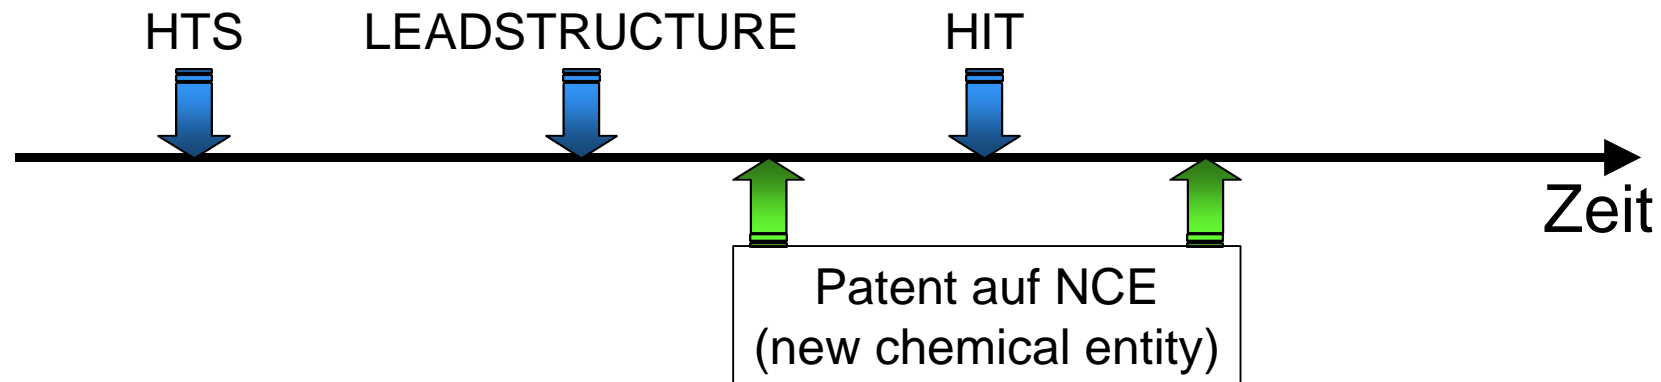 HTS LEADSTRUCTURE HIT
Zeit
Patent auf NCE
(new chemical entity)